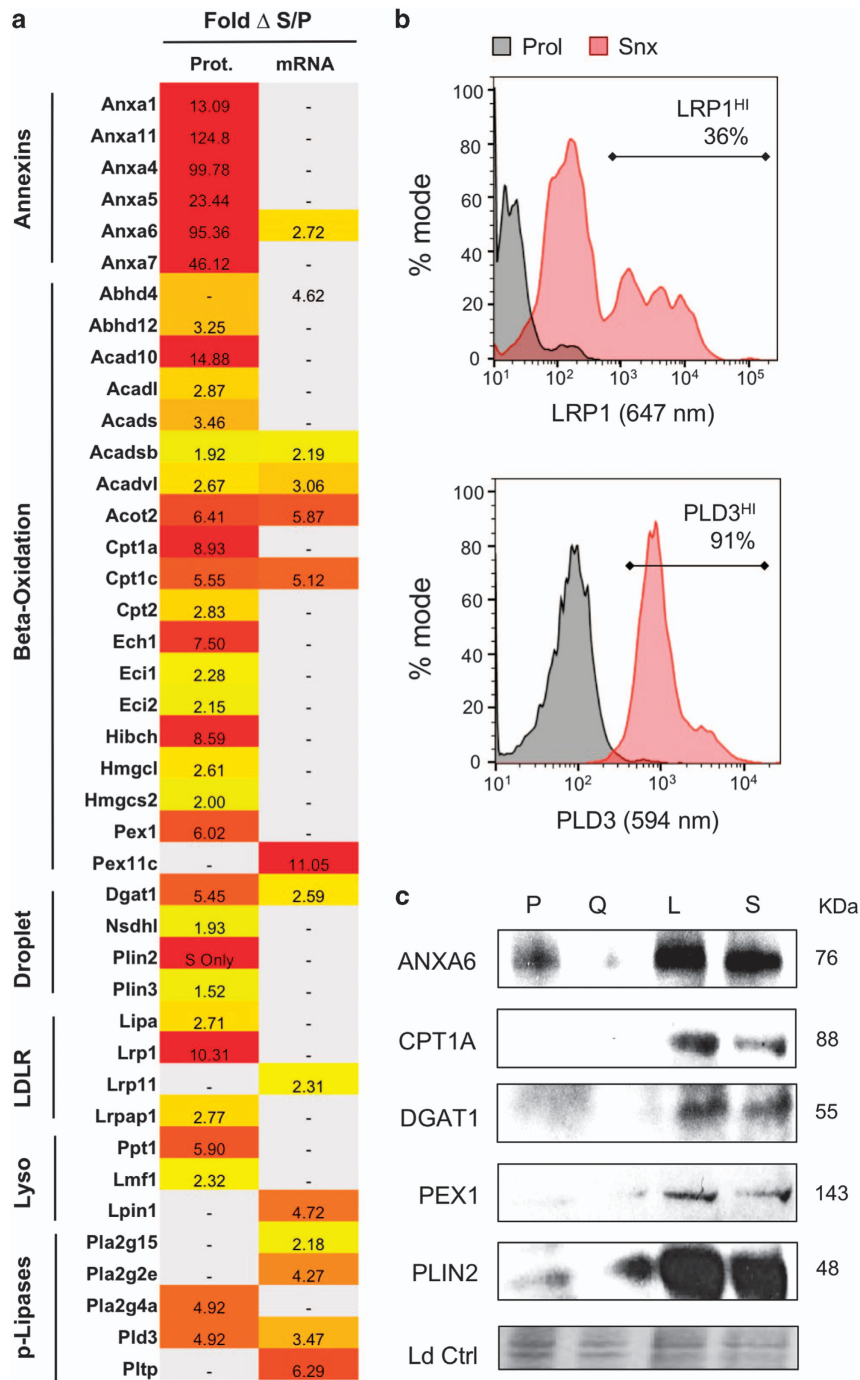 a
Fold Δ S/P
Prot. mRNA
Annexins
Anxa1 13.09 -
Anxa11 124.8 -
Anxa4 99.78 -
Anxa5 23.44 -
Anxa6 95.36 2.72
Anxa7 46.12 -
Beta-Oxidation
Abhd4 - 4.62
Abhd12 3.25 -
Acad10 14.88 -
Acadl 2.87 -
Acads 3.46 -
Acadsb 1.92 2.19
Acadvl 2.67 3.06
Acot2 6.41 5.87
Cpt1a 8.93 -
Cpt1c 5.55 5.12
Cpt2 2.83 -
Ech1 7.50 -
Eci1 2.28 -
Eci2 2.15 -
Hibch 8.59 -
Hmgcl 2.61 -
Hmgcs2 2.00 -
Pex1 6.02 -
Pex11c - 11.05
Droplet
Dgat1 5.45 2.59
Nsdhl 1.93 -
Plin2 S Only -
Plin3 1.52 -
LDLR
Lipa 2.71 -
Lrp1 10.31 -
Lrp11 - 2.31
Lrpap1 2.77 -
Lyso
Ppt1 5.90 -
Lmf1 2.32 -
Lpin1 - 4.72
p-Lipases
Pla2g15 - 2.18
Pla2g2e - 4.27
Pla2g4a 4.92 -
Pld3 4.92 3.47
Pltp - 6.29
b
Prol Snx
LRP1HI
36%
% mode
100
80
60
40
20
0
10¹ 10² 10³ 10⁴ 10⁵
LRP1 (647 nm)
PLD3HI
91%
% mode
100
80
60
40
20
0
10¹ 10² 10³ 10⁴
PLD3 (594 nm)
c
P Q L S KDa
ANXA6 76
CPT1A 88
DGAT1 55
PEX1 143
PLIN2 48
Ld Ctrl